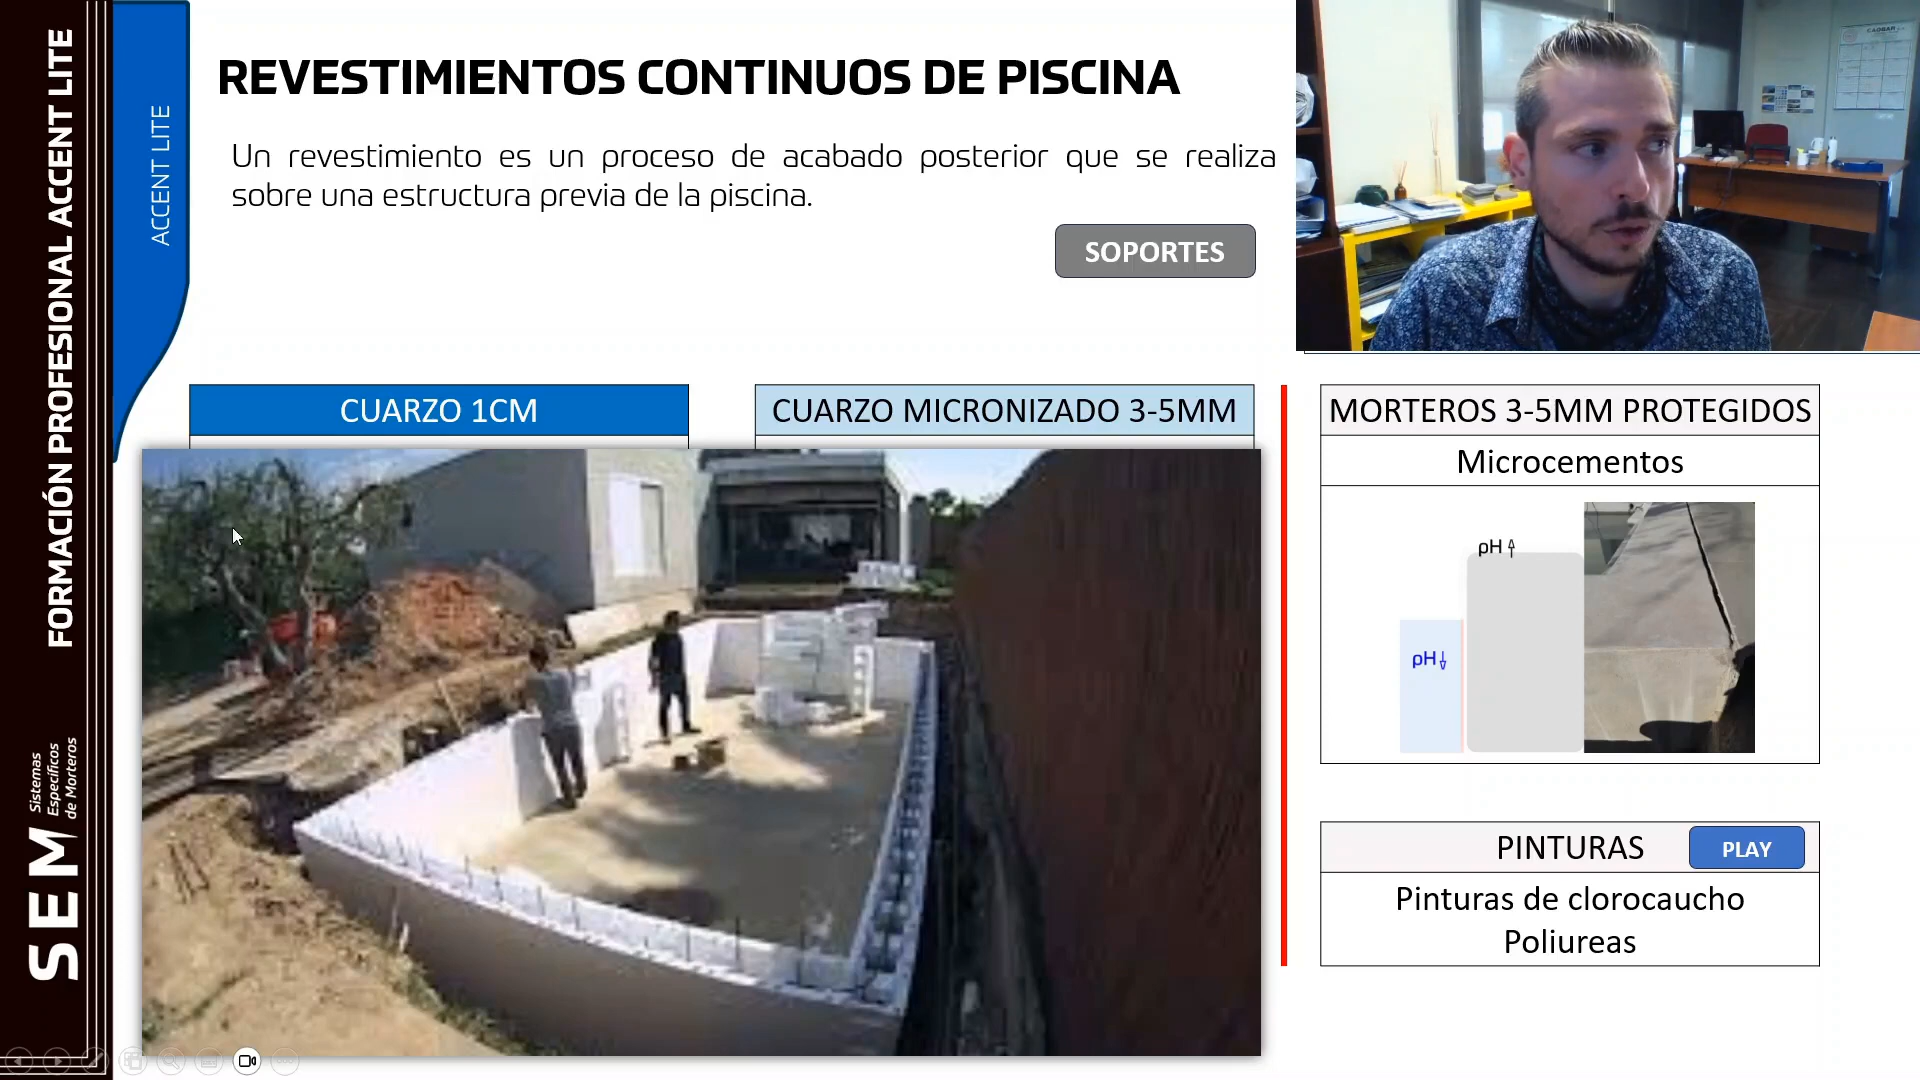 FORMACIÓN PROFESIONAL ACCENT LITE
SEM
Sistemas
Específicos
de Morteros
ACCENT LITE
REVESTIMIENTOS CONTINUOS DE PISCINA
Un revestimiento es un proceso de acabado posterior que se realiza
sobre una estructura previa de la piscina.
SOPORTES
CUARZO 1CM
CUARZO MICRONIZADO 3-5MM
MORTEROS 3-5MM PROTEGIDOS
Microcementos
pH
pH
PINTURAS
PLAY
Pinturas de clorocaucho
Poliureas